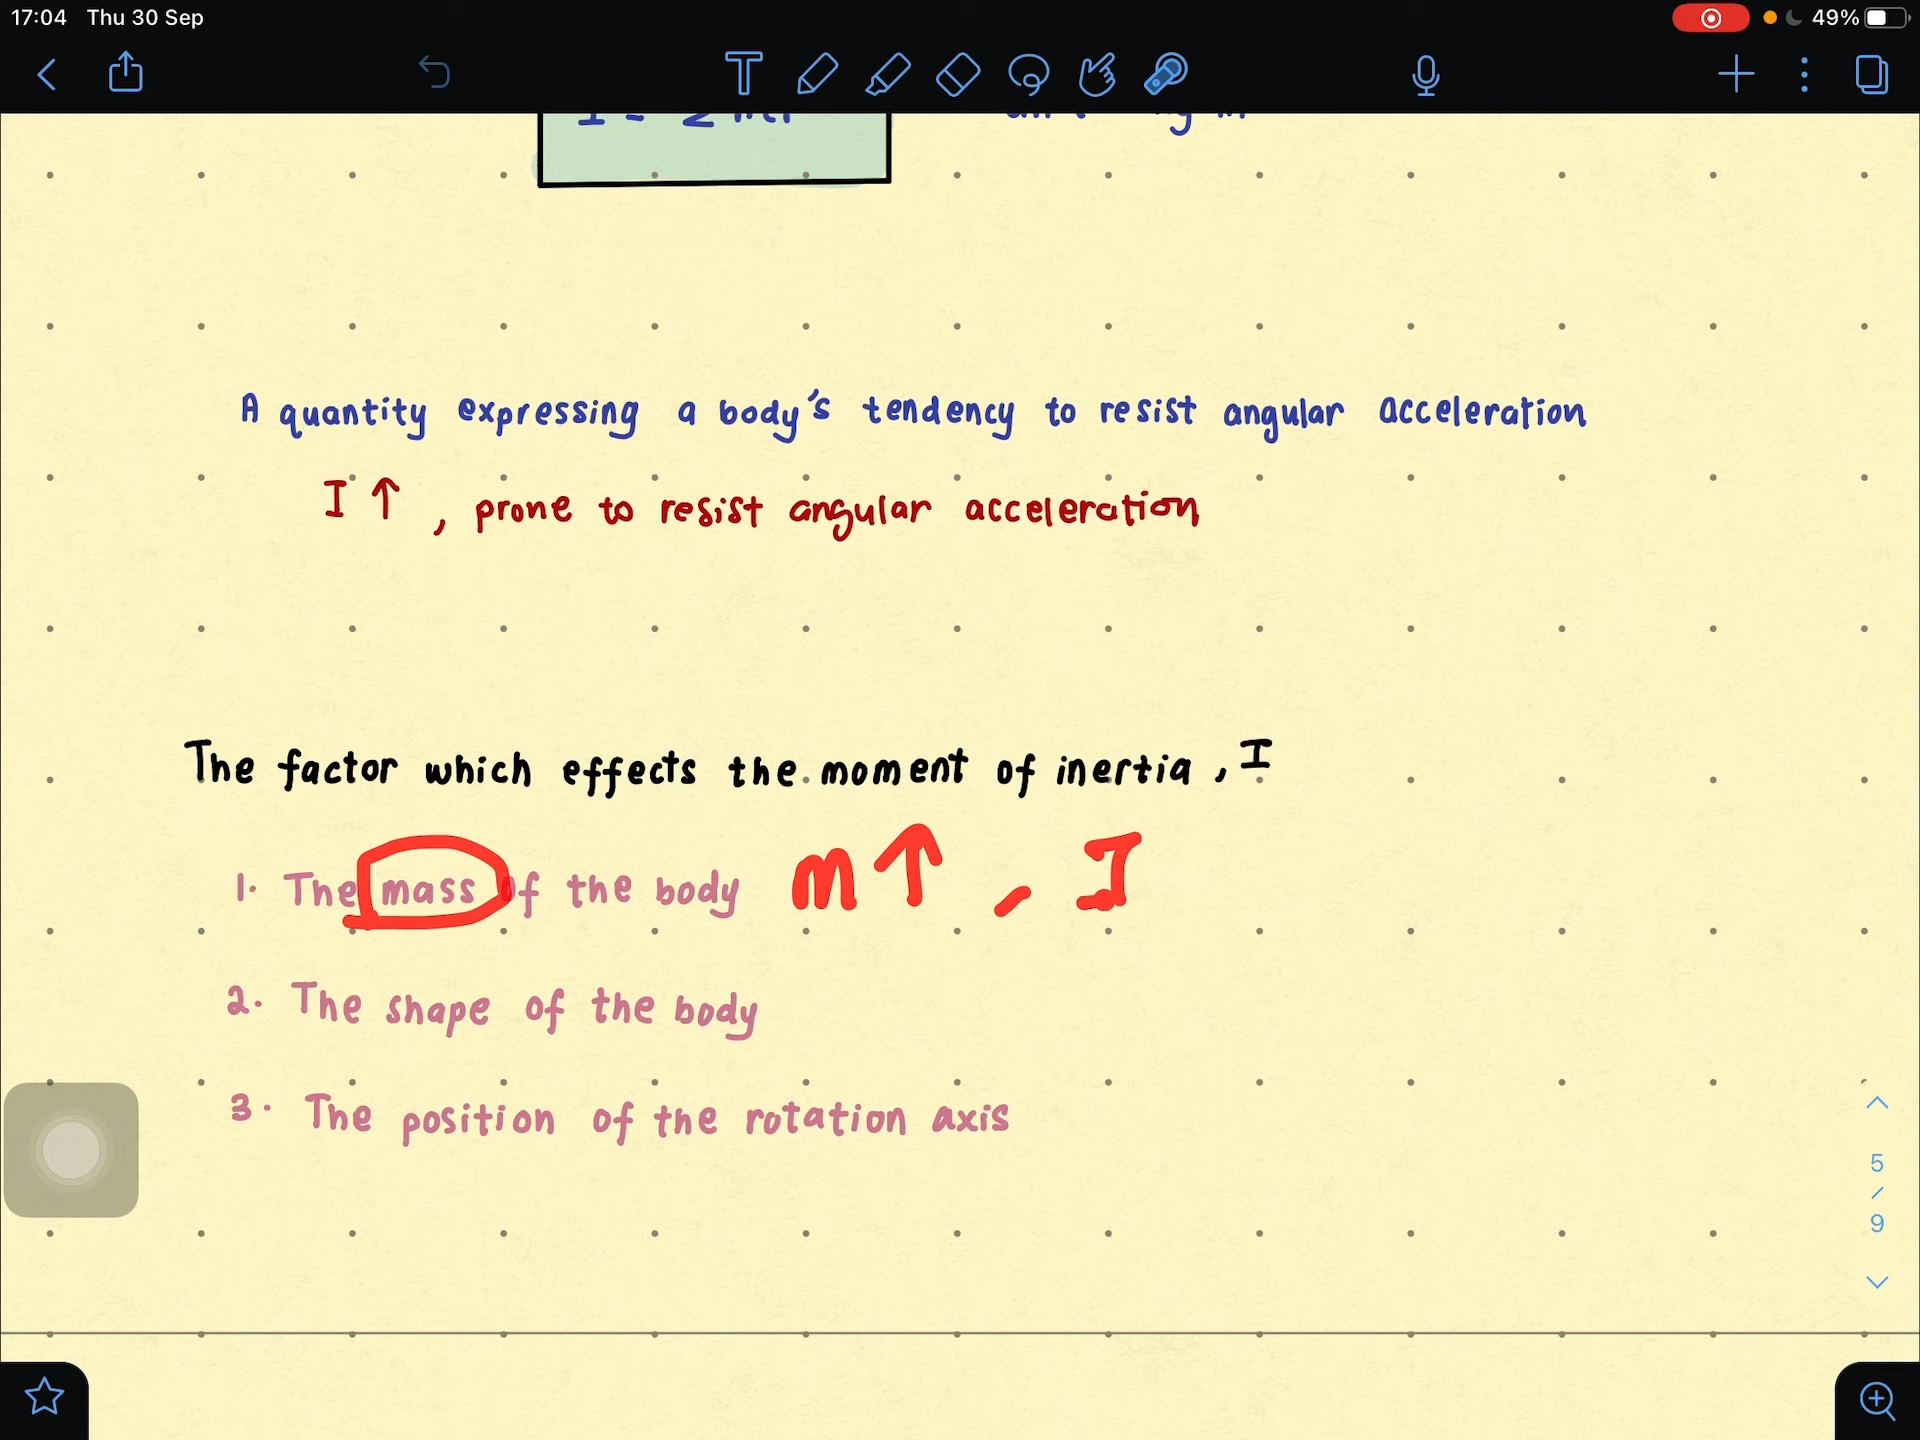 17:04 Thu 30 Sep
49%
T
A quantity expressing a body's tendency to resist angular acceleration
I ↑ , prone to resist angular acceleration
The factor which effects the moment of inertia , I
1. The mass of the body m ↑ , I
2. The shape of the body
3. The position of the rotation axis
5
/
9